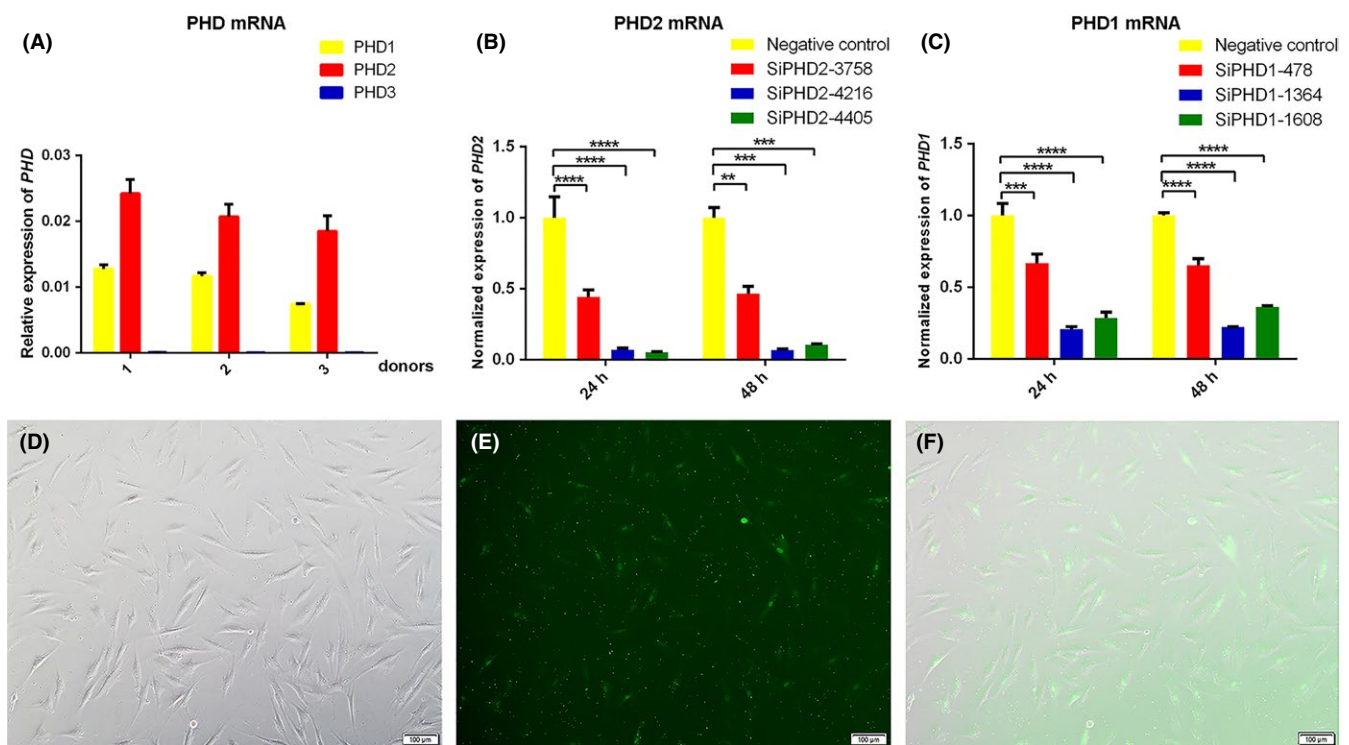 (A)
PHD mRNA
PHD1
PHD2
PHD3
Relative expression of PHD
0.03
0.02
0.01
0.00
1
2
3
donors
(B)
PHD2 mRNA
Negative control
SiPHD2-3758
SiPHD2-4216
SiPHD2-4405
Normalized expression of PHD2
1.5
1.0
0.5
0.0
****
****
****
***
***
**
24 h
48 h
(C)
PHD1 mRNA
Negative control
SiPHD1-478
SiPHD1-1364
SiPHD1-1608
Normalized expression of PHD1
1.5
1.0
0.5
0.0
****
****
***
****
****
****
24 h
48 h
(D)
100 µm
(E)
100 µm
(F)
100 µm